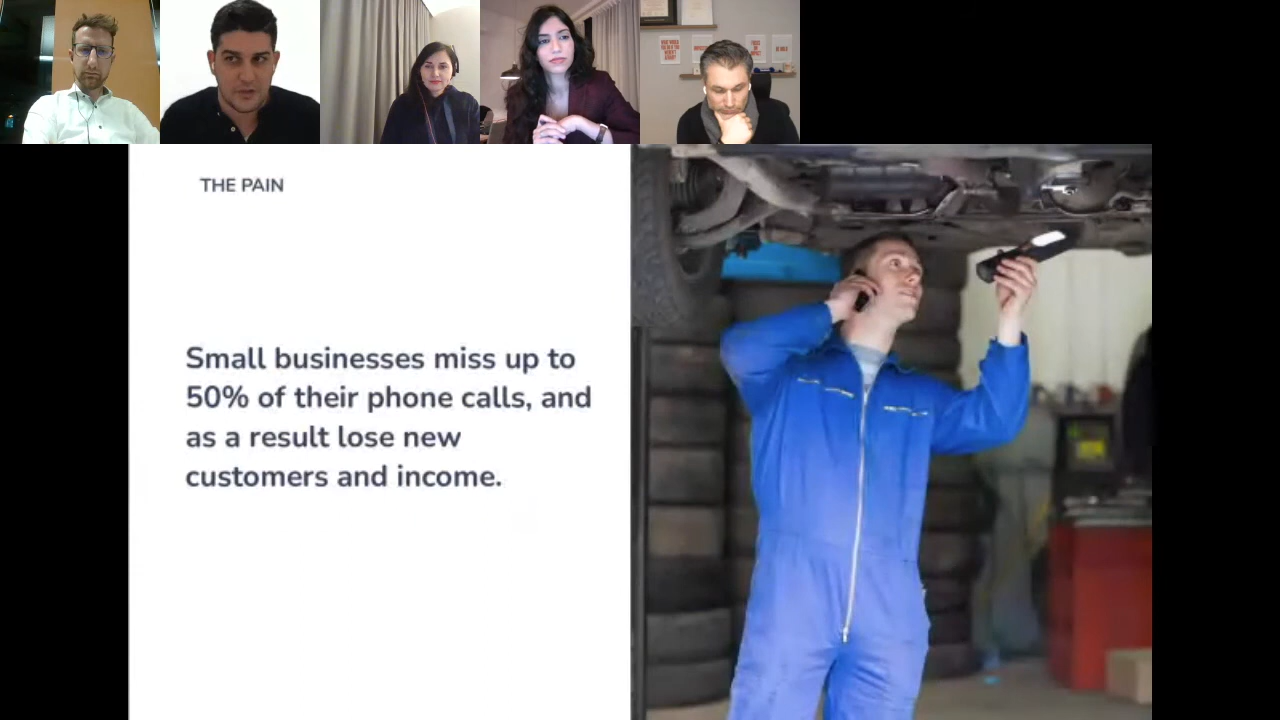 THE PAIN
Small businesses miss up to
50% of their phone calls, and
as a result lose new
customers and income.